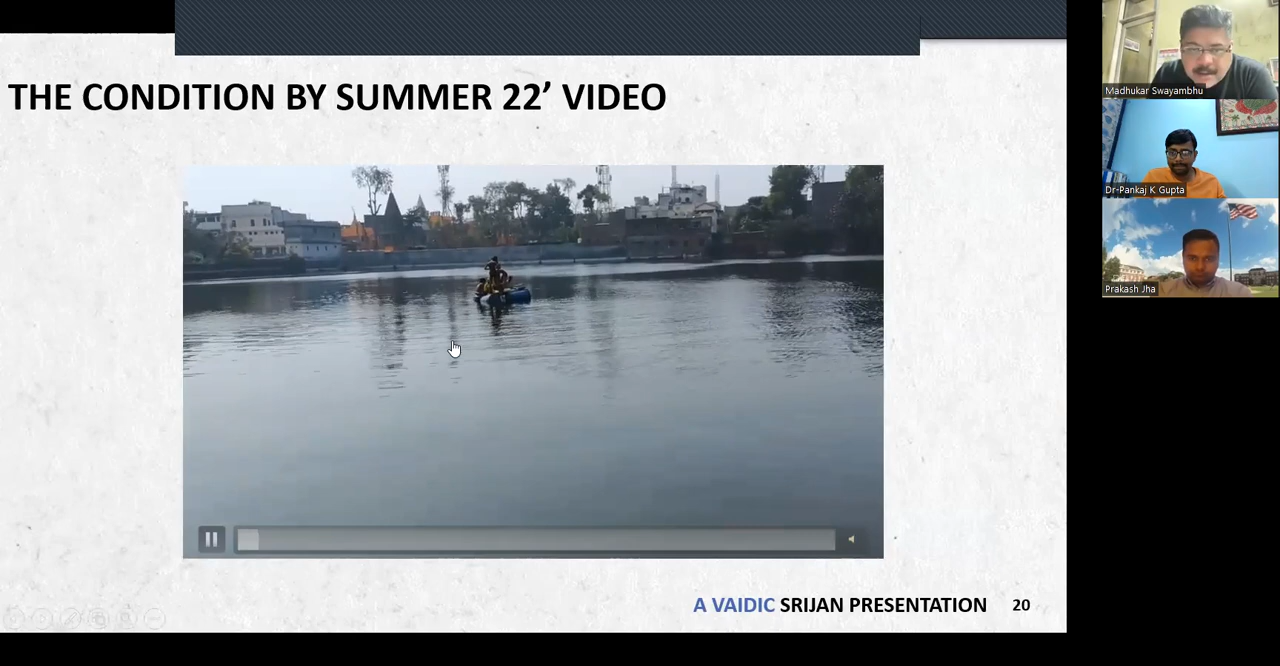 THE CONDITION BY SUMMER 22’ VIDEO
A VAIDIC SRIJAN PRESENTATION 20
Madhukar Swayambhu
Dr-Pankaj K Gupta
Prakash Jha